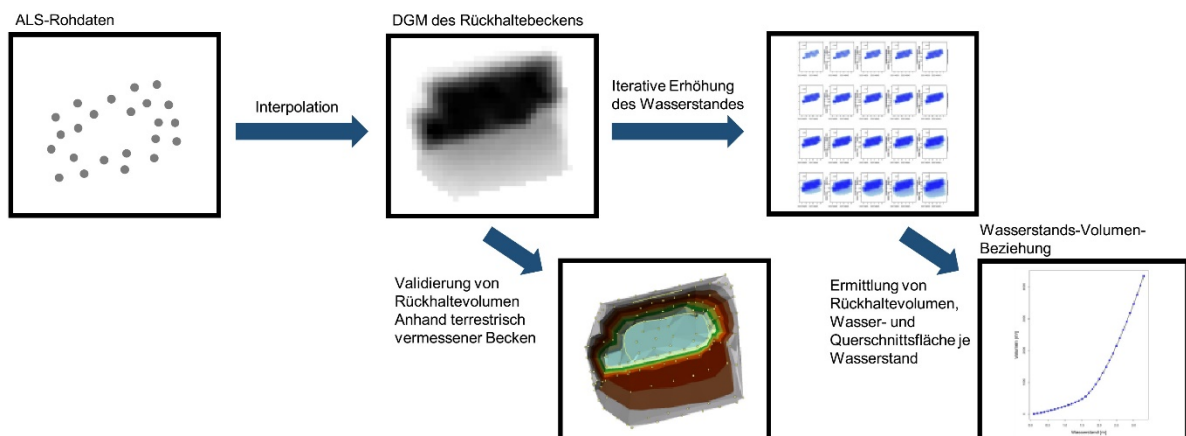 ALS-Rohdaten
DGM des Rückhaltebeckens
Interpolation
Iterative Erhöhung
des Wasserstandes
Validierung von
Rückhaltevolumen
Anhand terrestrisch
vermessener Becken
Ermittlung von
Rückhaltevolumen,
Wasser- und
Querschnittsfläche je
Wasserstand
Wasserstands-Volumen-
Beziehung
Wasserstand [m]